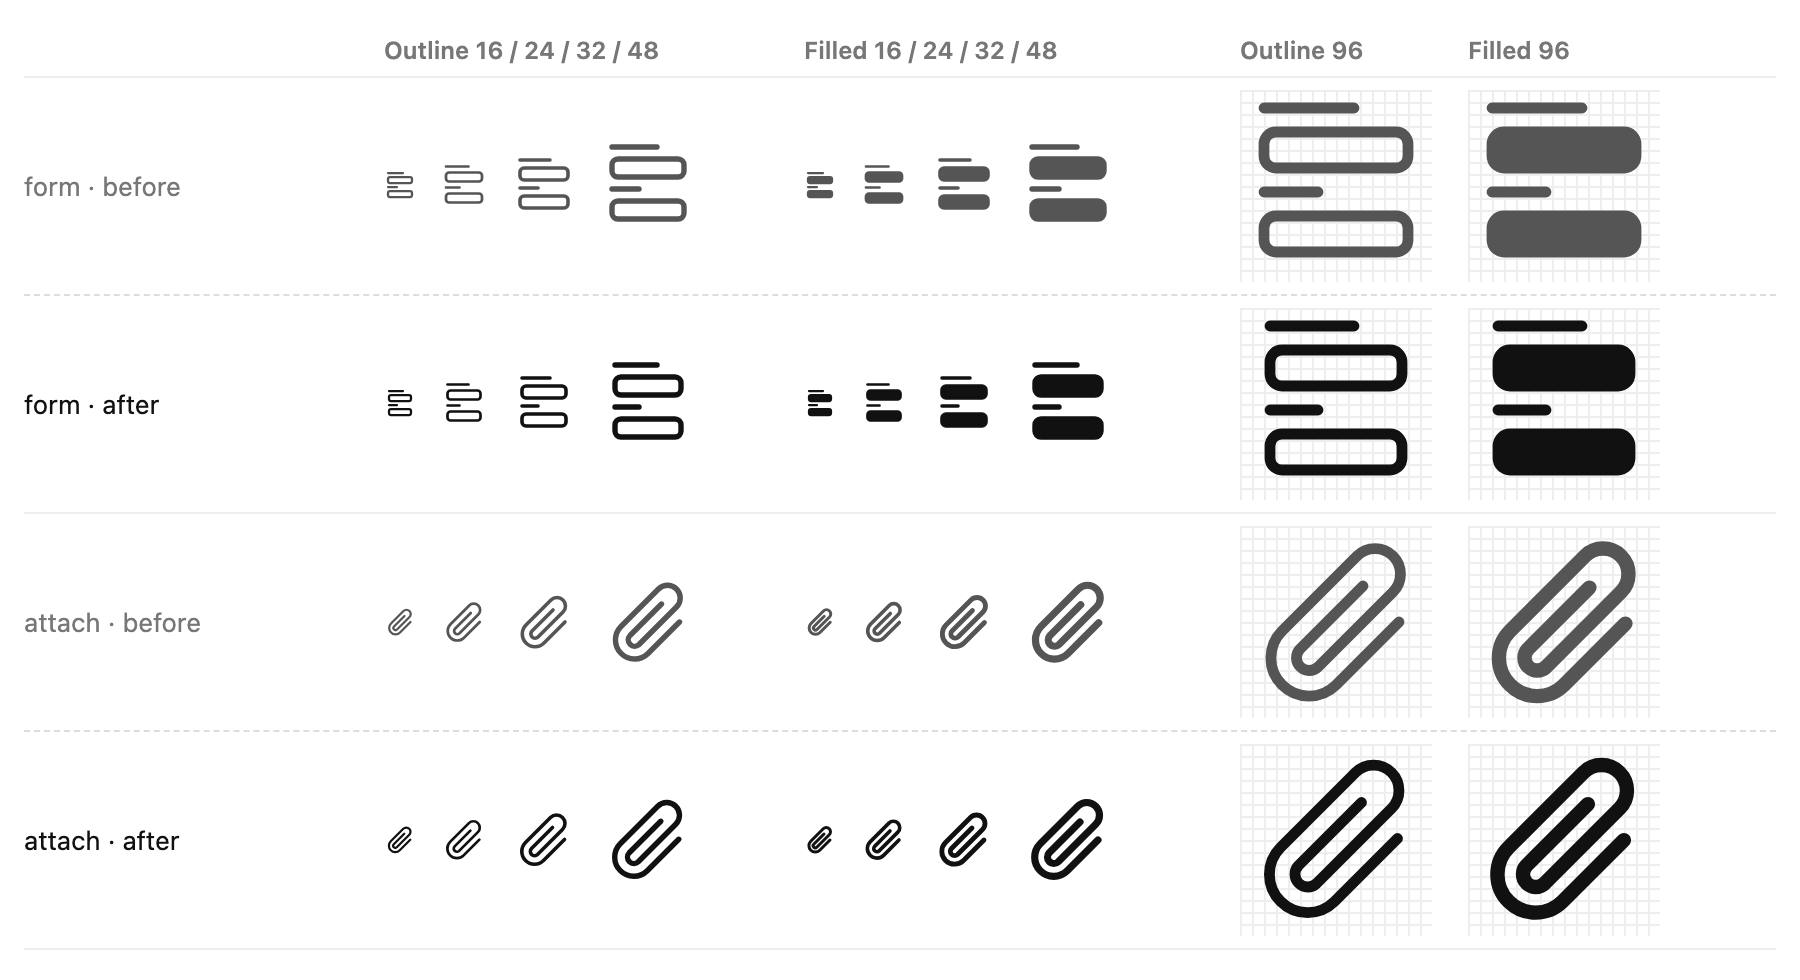 Outline 16 / 24 / 32 / 48
Filled 16 / 24 / 32 / 48
Outline 96
Filled 96
form · before
form · after
attach · before
attach · after